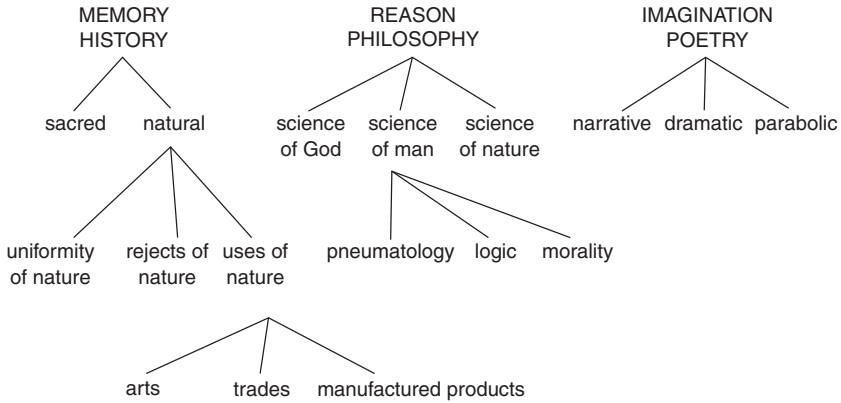 MEMORY
HISTORY
REASON
PHILOSOPHY
IMAGINATION
POETRY
sacred
natural
science
of God
science
of man
science
of nature
narrative
dramatic
parabolic
uniformity
of nature
rejects of
nature
uses of
nature
pneumatology
logic
morality
arts
trades
manufactured products